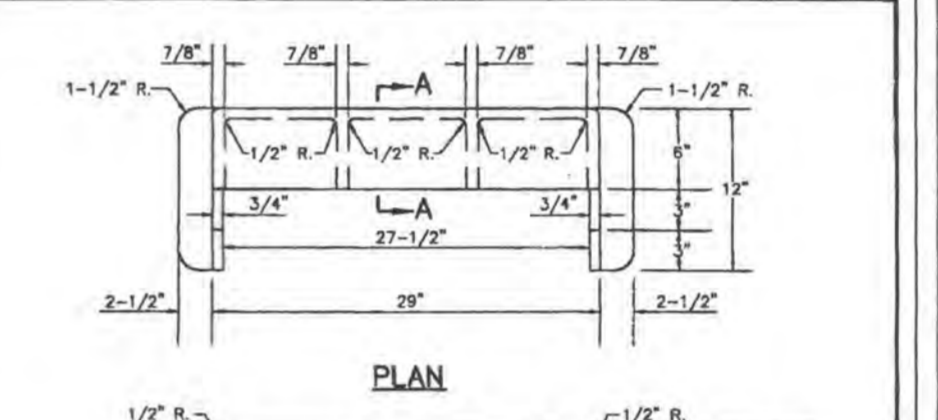 7/8" 7/8" 7/8" 7/8"
A
1-1/2" R. 1-1/2" R.
1/2" R. 1/2" R. 1/2" R.
6"
12"
3/4" A 3/4" 3"
27-1/2"
3"
2-1/2" 29" 2-1/2"
PLAN
1/2" R. 1/2" R.